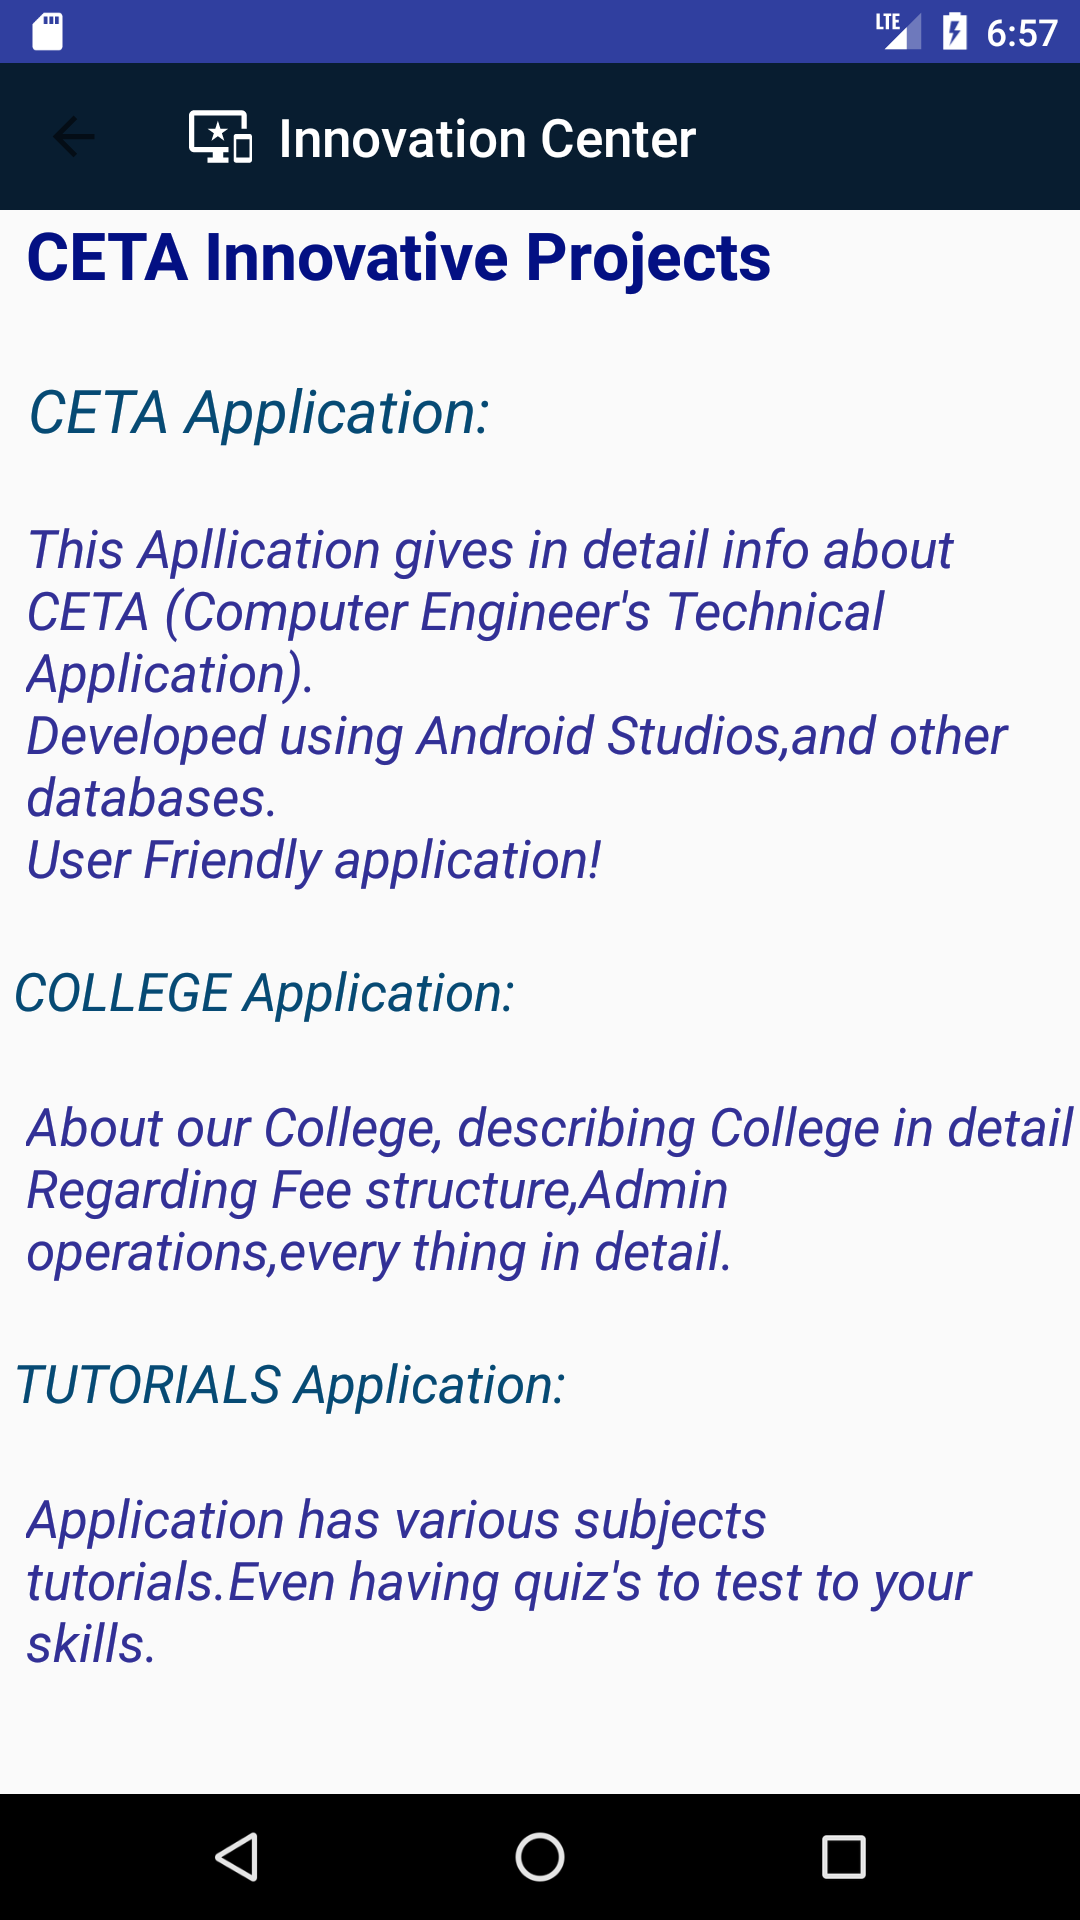 LTE 6:57
Innovation Center
CETA Innovative Projects
CETA Application:
This Apllication gives in detail info about
CETA (Computer Engineer's Technical
Application).
Developed using Android Studios,and other
databases.
User Friendly application!
COLLEGE Application:
About our College, describing College in detail
Regarding Fee structure,Admin
operations,every thing in detail.
TUTORIALS Application:
Application has various subjects
tutorials.Even having quiz's to test to your
skills.